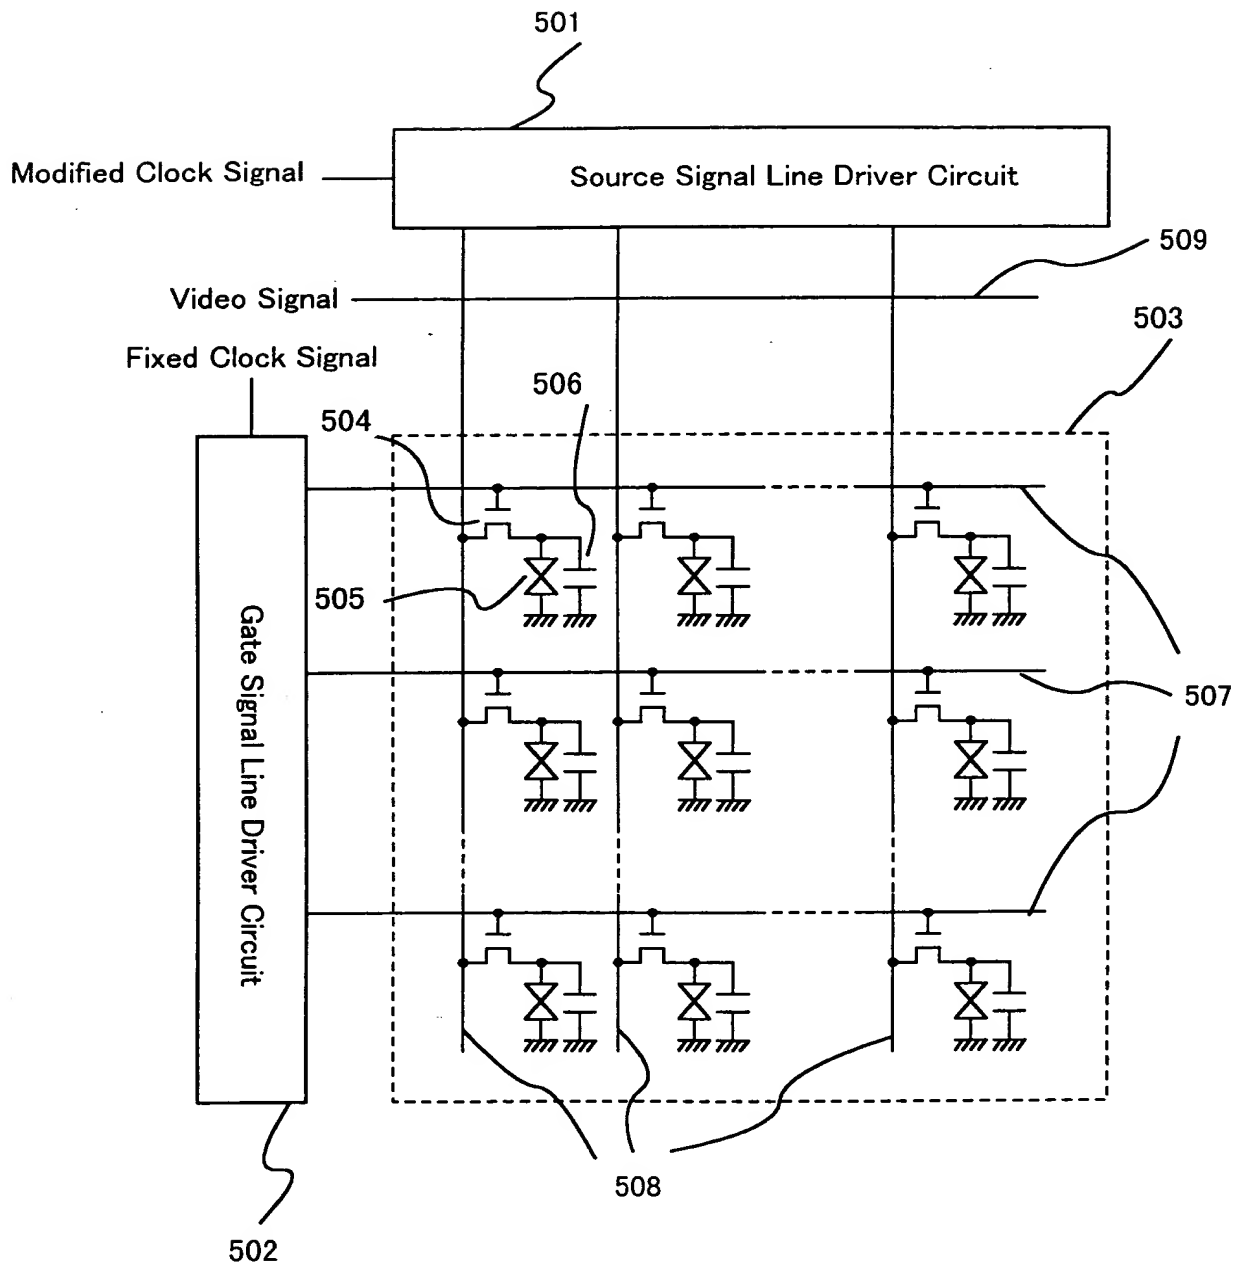 501
Modified Clock Signal
Source Signal Line Driver Circuit
509
Video Signal
503
Fixed Clock Signal
506
504
505
507
Gate Signal Line Driver Circuit
508
502